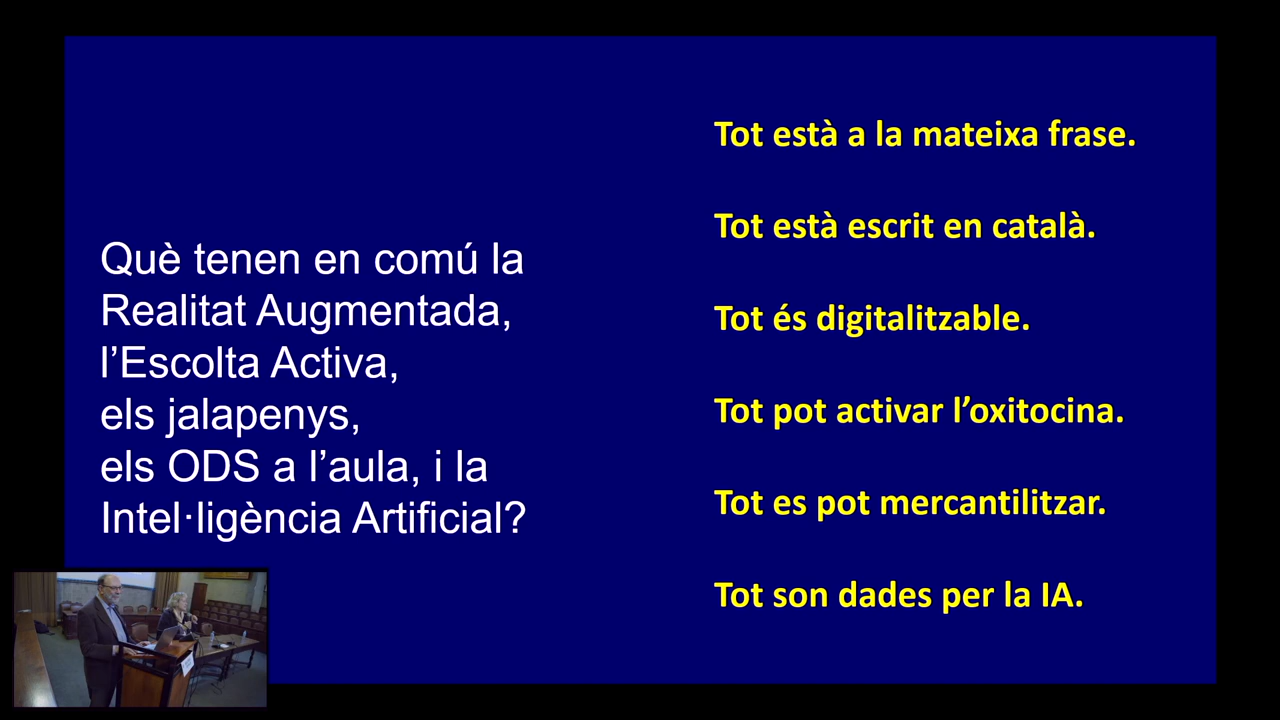 Què tenen en comú la
Realitat Augmentada,
l’Escolta Activa,
els jalapenys,
els ODS a l’aula, i la
Intel·ligència Artificial?
Tot està a la mateixa frase.
Tot està escrit en català.
Tot és digitalitzable.
Tot pot activar l’oxitocina.
Tot es pot mercantilitzar.
Tot son dades per la IA.